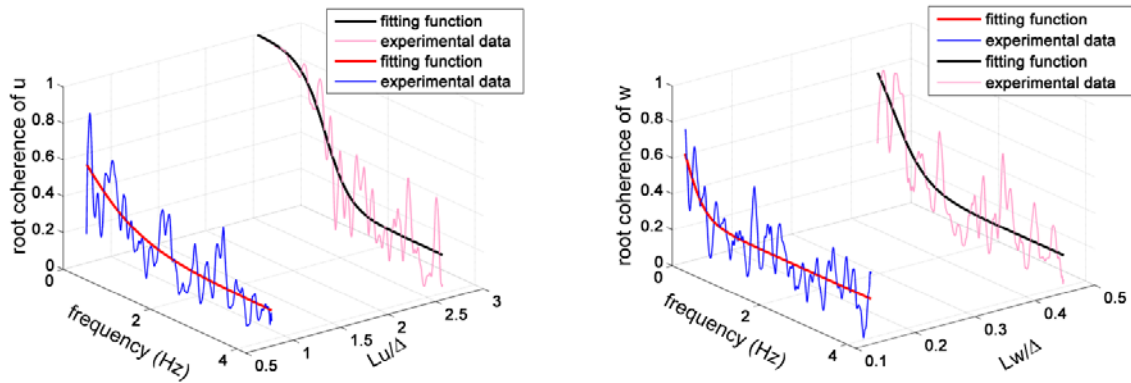 fitting function
experimental data
fitting function
experimental data
root coherence of u
1
0.8
0.6
0.4
0.2
0
0
2
4
frequency (Hz)
0.5
1
1.5
2
2.5
3
Lu/Δ
fitting function
experimental data
fitting function
experimental data
root coherence of w
1
0.8
0.6
0.4
0.2
0
0
2
4
frequency (Hz)
0.1
0.2
0.3
0.4
0.5
Lw/Δ